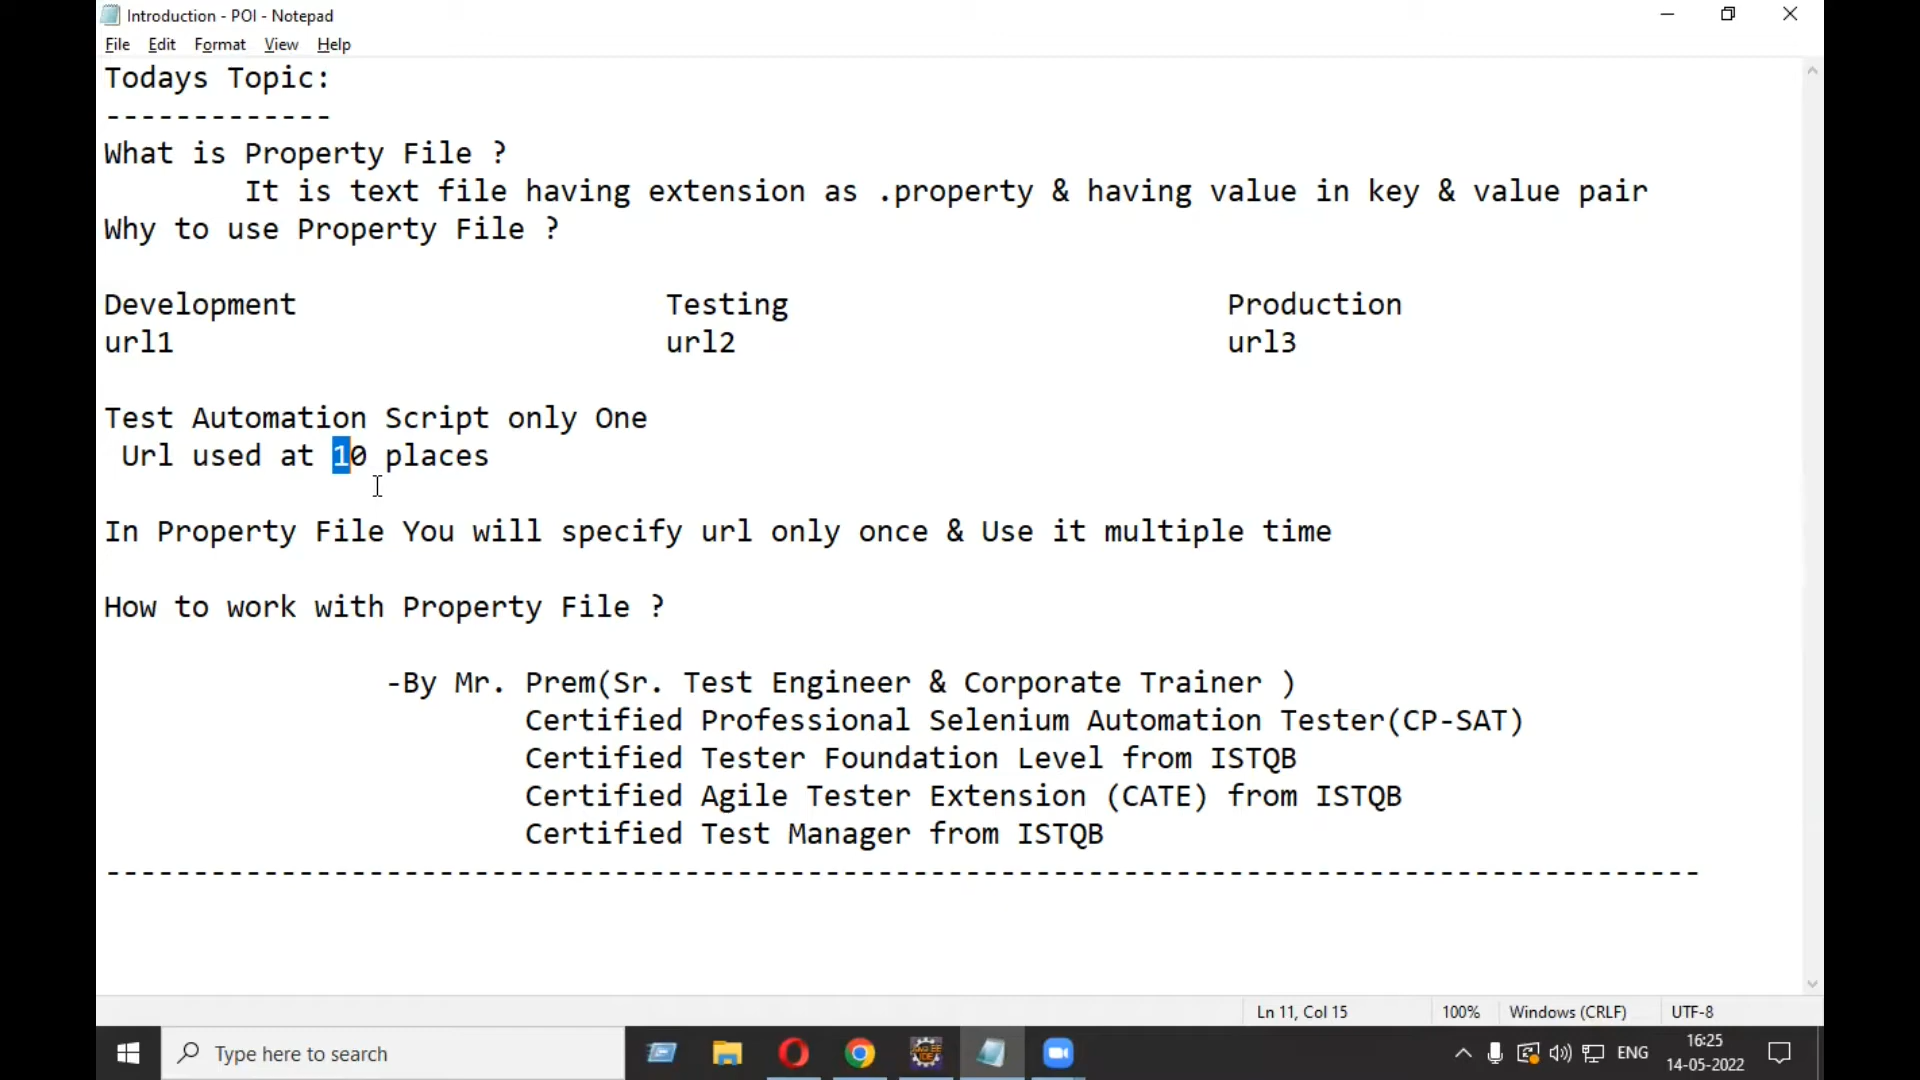 Introduction - POI - Notepad
File Edit Format View Help
Todays Topic:
-------------
What is Property File ?
It is text file having extension as .property & having value in key & value pair
Why to use Property File ?
Development Testing Production
url1 url2 url3
Test Automation Script only One
Url used at 10 places
In Property File You will specify url only once & Use it multiple time
How to work with Property File ?
-By Mr. Prem(Sr. Test Engineer & Corporate Trainer )
Certified Professional Selenium Automation Tester(CP-SAT)
Certified Tester Foundation Level from ISTQB
Certified Agile Tester Extension (CATE) from ISTQB
Certified Test Manager from ISTQB
-------------------------------------------------------------------------------------------
Ln 11, Col 15 100% Windows (CRLF) UTF-8
Type here to search
ENG
16:25
14-05-2022